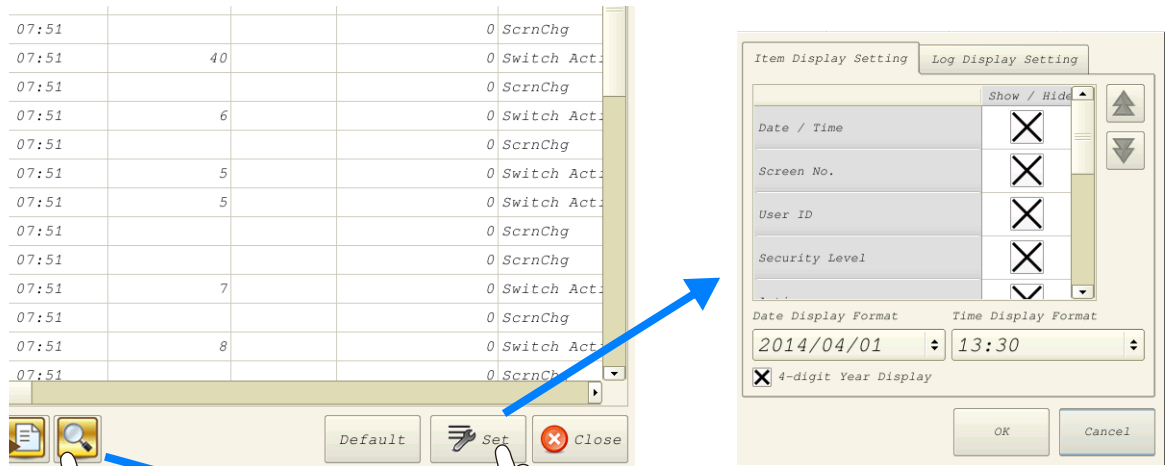 07:51 0 ScrnChg
07:51 40 0 Switch Acti
07:51 0 ScrnChg
07:51 6 0 Switch Acti
07:51 0 ScrnChg
07:51 5 0 Switch Acti
07:51 5 0 Switch Acti
07:51 0 ScrnChg
07:51 0 ScrnChg
07:51 7 0 Switch Acti
07:51 0 ScrnChg
07:51 8 0 Switch Act
07:51 0 ScrnCh
Default Set Close
Item Display Setting Log Display Setting
Show / Hide
Date / Time
Screen No.
User ID
Security Level
Date Display Format Time Display Format
2014/04/01 13:30
4-digit Year Display
OK Cancel